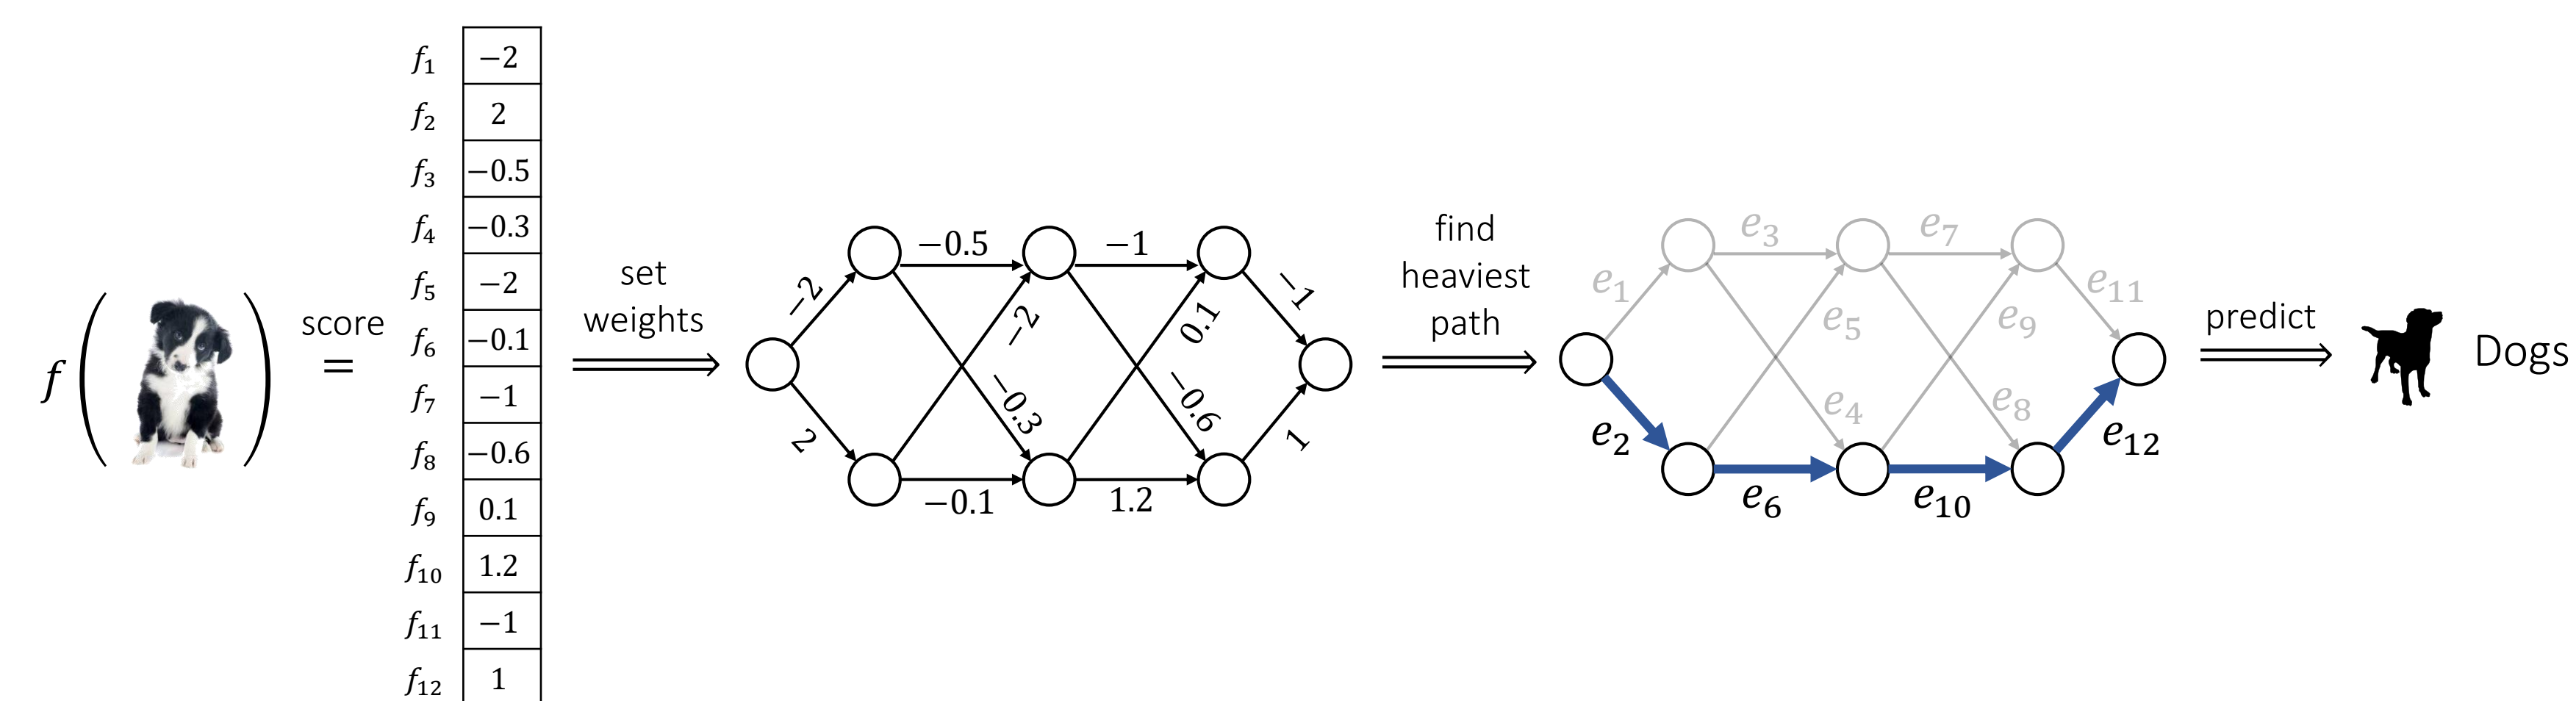 f ( )
score
=
f₁ −2
f₂ 2
f₃ −0.5
f₄ −0.3
f₅ −2
f₆ −0.1
f₇ −1
f₈ −0.6
f₉ 0.1
f₁₀ 1.2
f₁₁ −1
f₁₂ 1
set
weights
−2
2
−0.5
−2
−0.3
−0.1
−1
0.1
−0.6
1.2
−1
1
find
heaviest
path
e₁
e₂
e₃
e₅
e₄
e₆
e₇
e₉
e₈
e₁₀
e₁₁
e₁₂
predict
Dogs